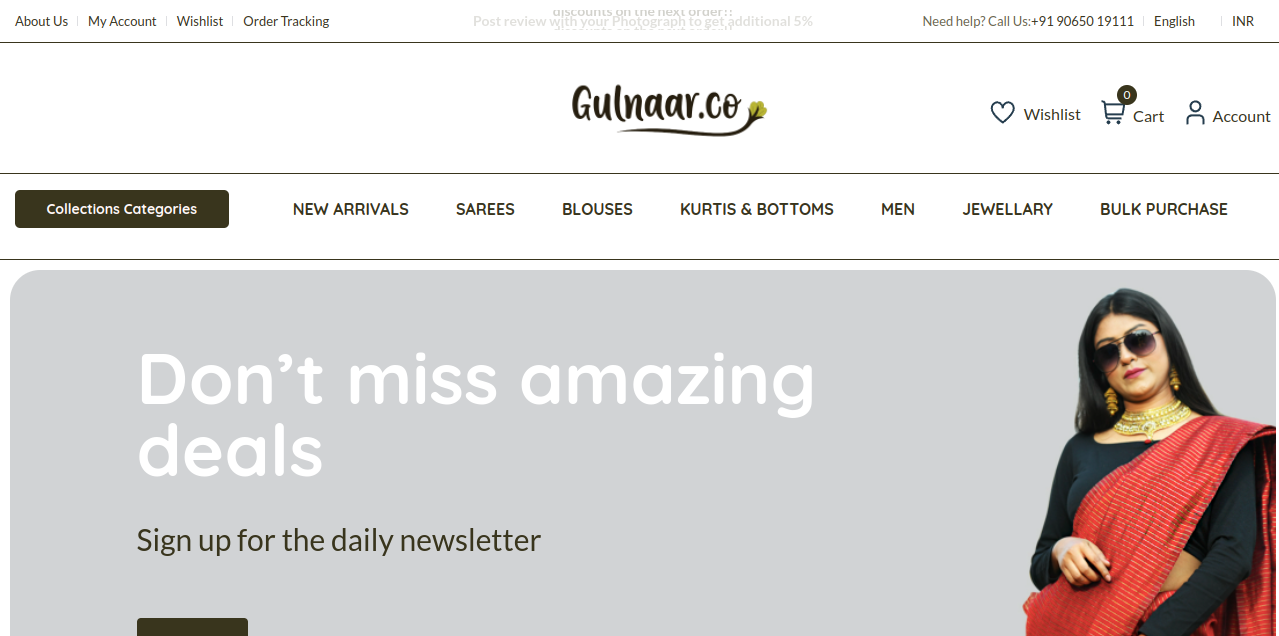 About Us
My Account
Wishlist
Order Tracking
discounts on the next order!!
Post review with your Photograph to get additional 5%
Need help? Call Us:+91 90650 19111
English
INR
Gulnaar.co
Wishlist
0
Cart
Account
Collections Categories
NEW ARRIVALS
SAREES
BLOUSES
KURTIS & BOTTOMS
MEN
JEWELLARY
BULK PURCHASE
Don’t miss amazing
deals
Sign up for the daily newsletter